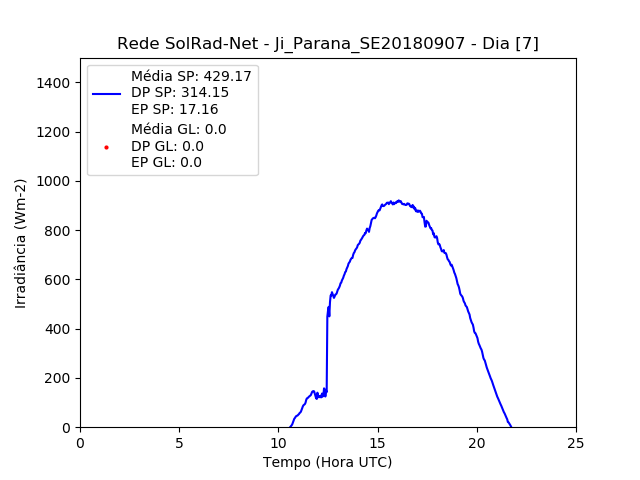 Rede SolRad-Net - Ji_Parana_SE20180907 - Dia [7]
Média SP: 429.17
DP SP: 314.15
EP SP: 17.16
Média GL: 0.0
DP GL: 0.0
EP GL: 0.0
1400
1200
1000
800
600
400
200
0
Irradiância (Wm-2)
0 5 10 15 20 25
Tempo (Hora UTC)